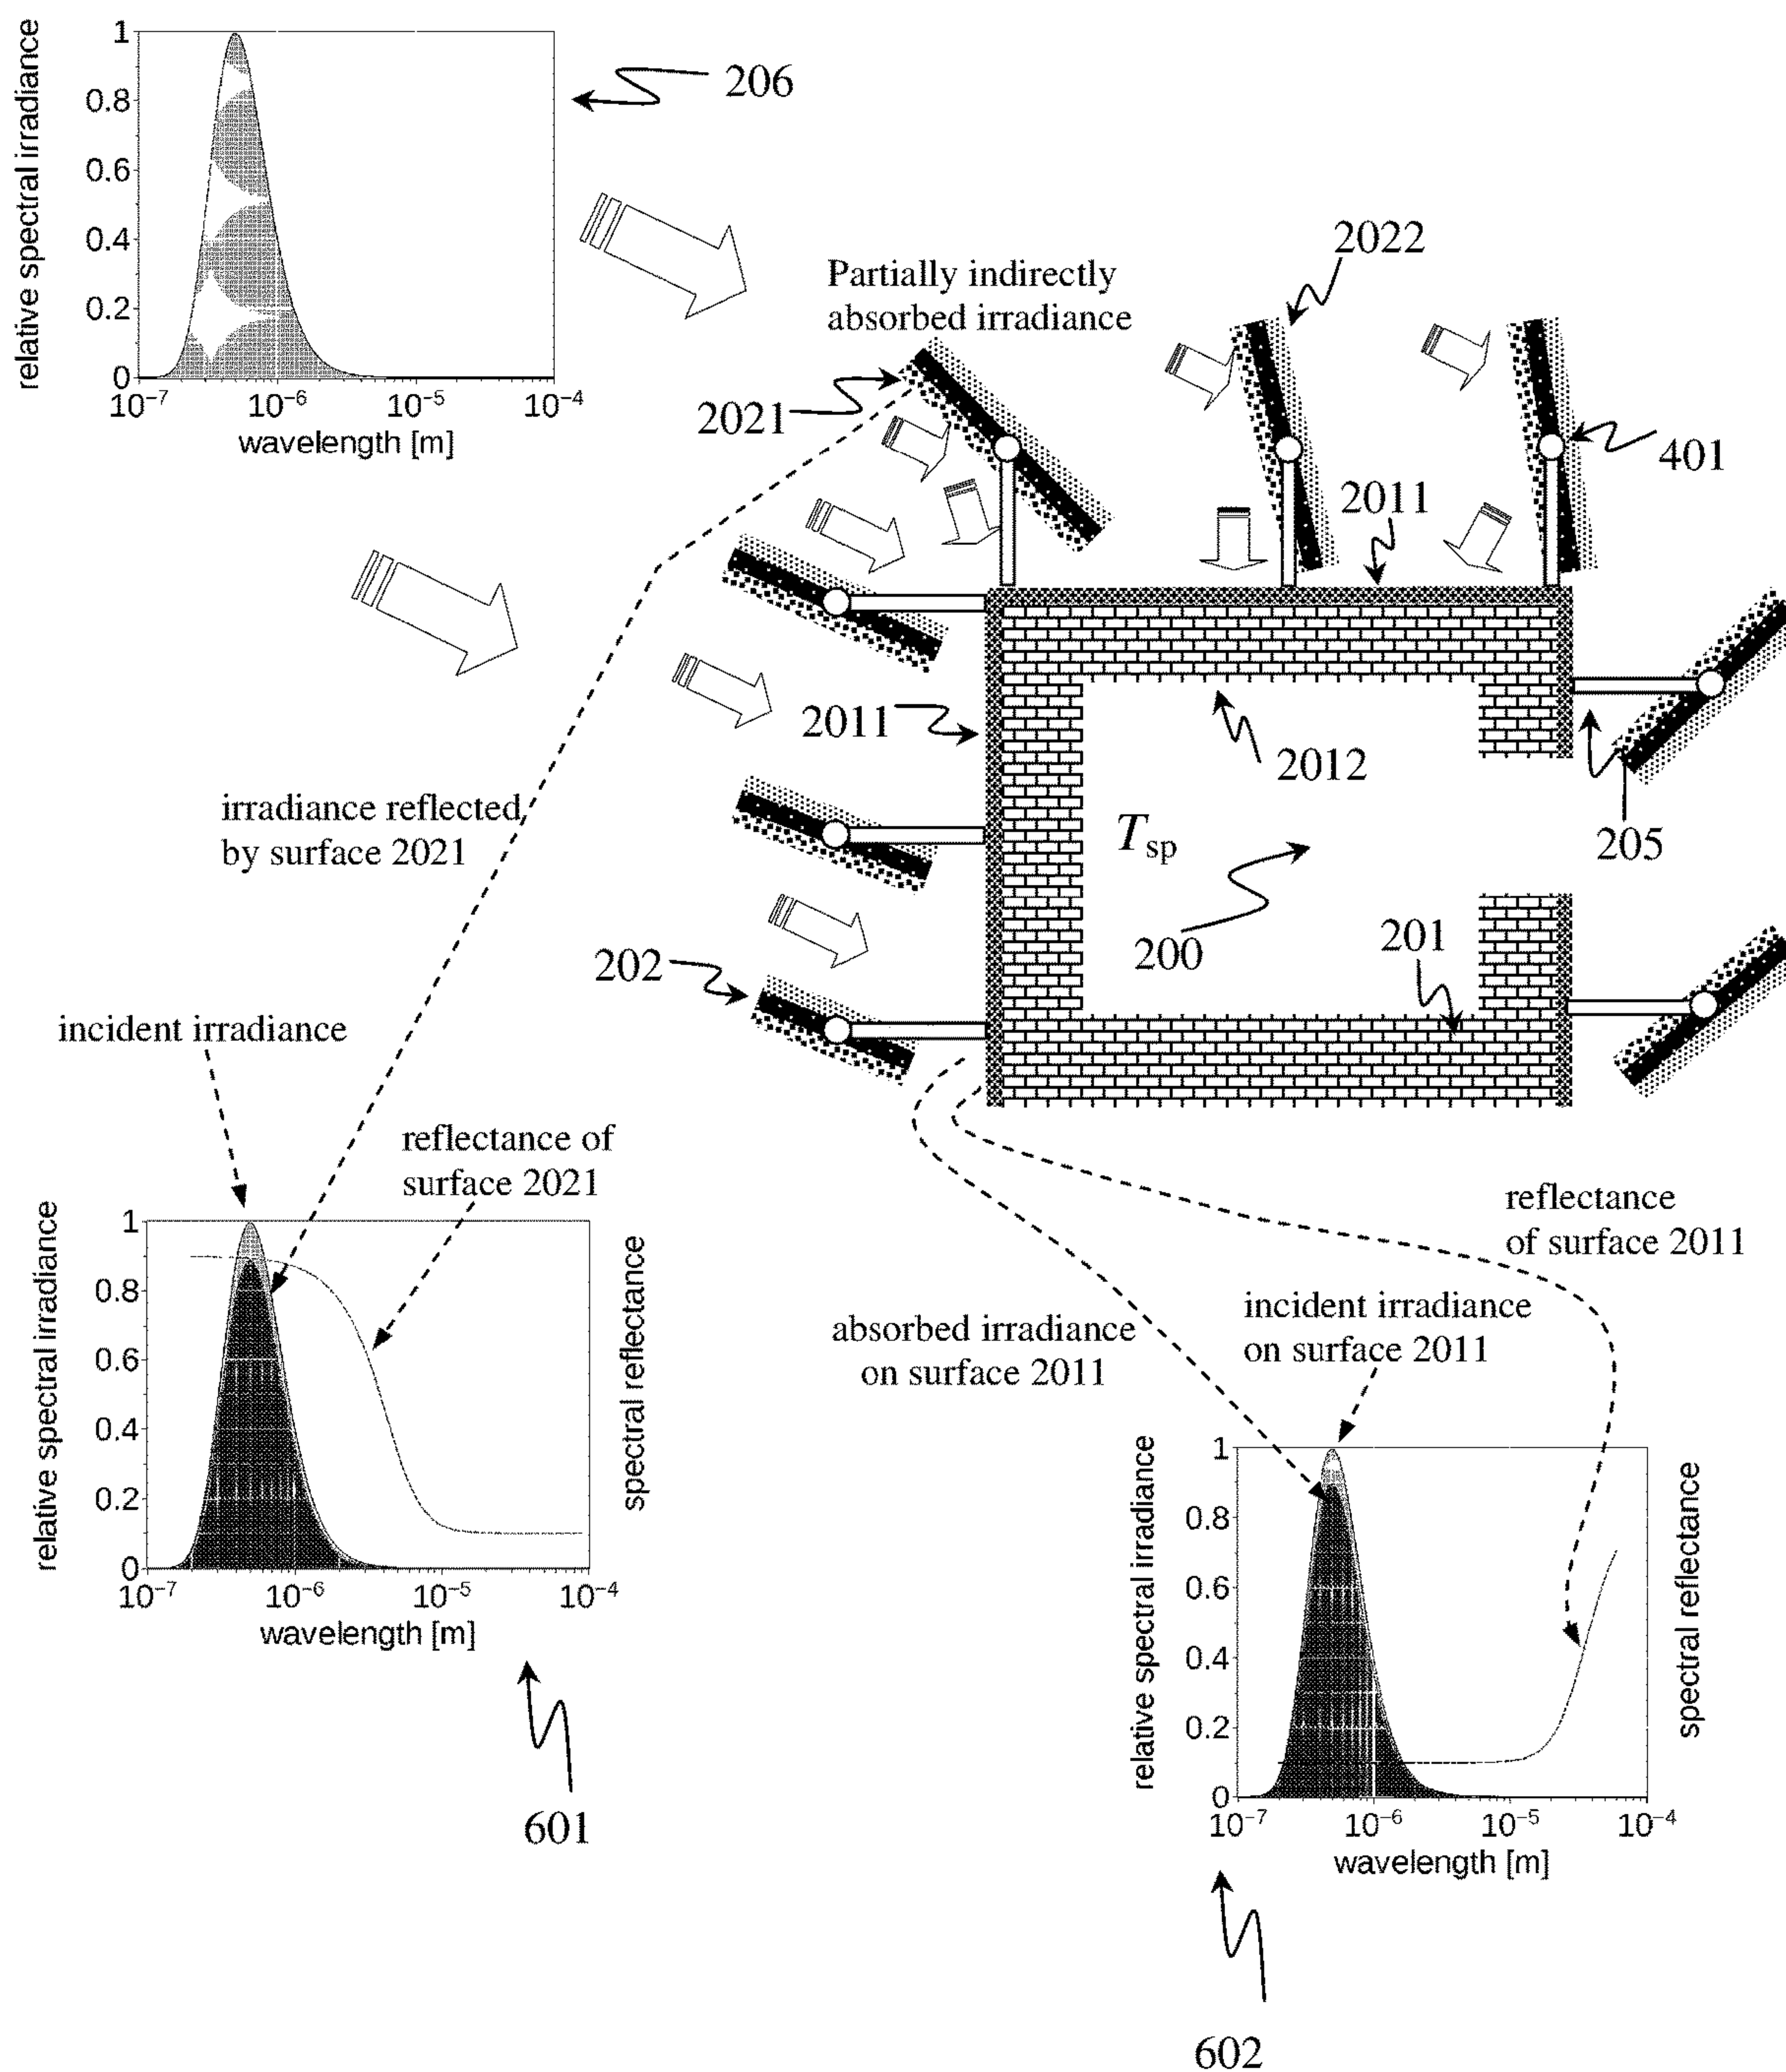 relative spectral irradiance
1
0.8
0.6
0.4
0.2
0
10⁻⁷ 10⁻⁶ 10⁻⁵ 10⁻⁴
wavelength [m]
206
Partially indirectly
absorbed irradiance
2022
2021
401
2011
2011
2012
205
T_sp
200
201
202
irradiance reflected
by surface 2021
incident irradiance
reflectance of
surface 2021
relative spectral irradiance
1
0.8
0.6
0.4
0.2
0
10⁻⁷ 10⁻⁶ 10⁻⁵ 10⁻⁴
wavelength [m]
spectral reflectance
601
reflectance
of surface 2011
incident irradiance
on surface 2011
absorbed irradiance
on surface 2011
relative spectral irradiance
1
0.8
0.6
0.4
0.2
0
10⁻⁷ 10⁻⁶ 10⁻⁵ 10⁻⁴
wavelength [m]
spectral reflectance
602